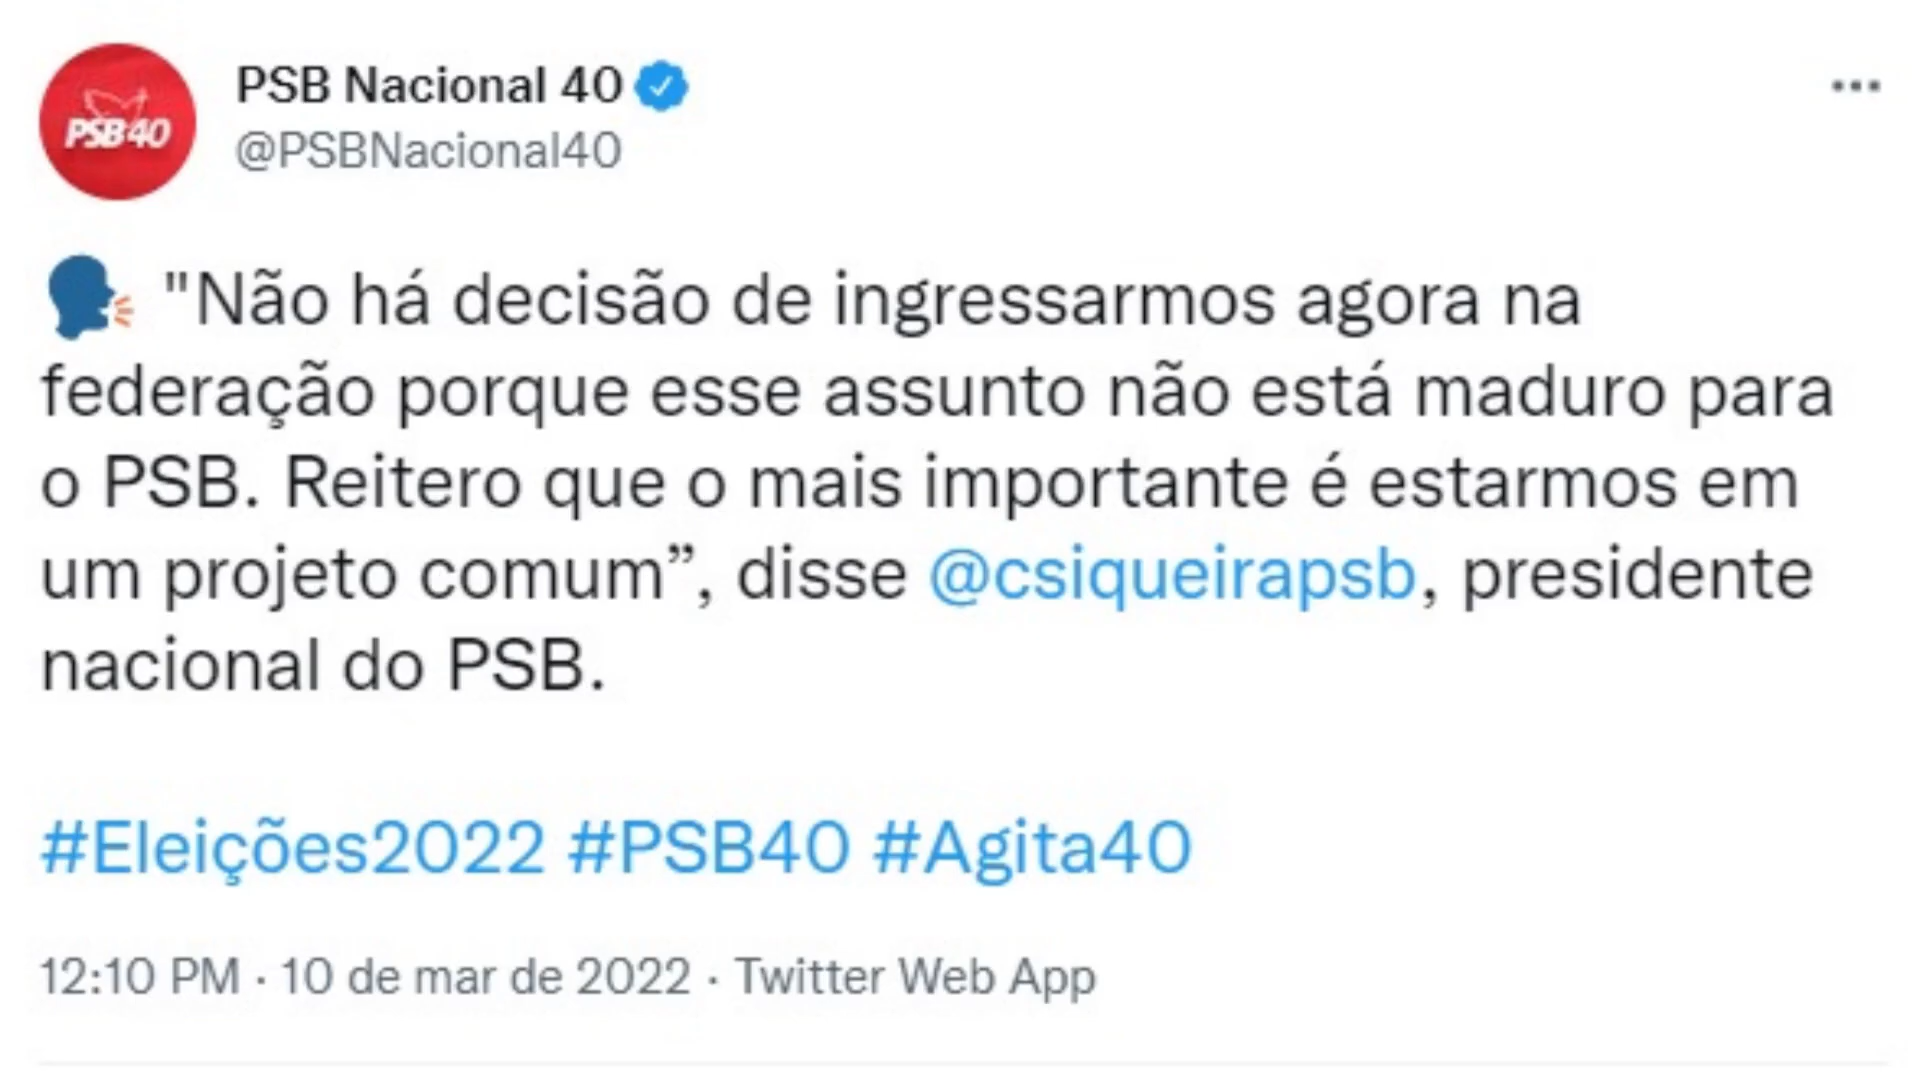 PSB Nacional 40
@PSBNacional40
PSB40
"Não há decisão de ingressarmos agora na
federação porque esse assunto não está maduro para
o PSB. Reitero que o mais importante é estarmos em
um projeto comum”, disse @csiqueirapsb, presidente
nacional do PSB.
#Eleições2022 #PSB40 #Agita40
12:10 PM · 10 de mar de 2022 · Twitter Web App